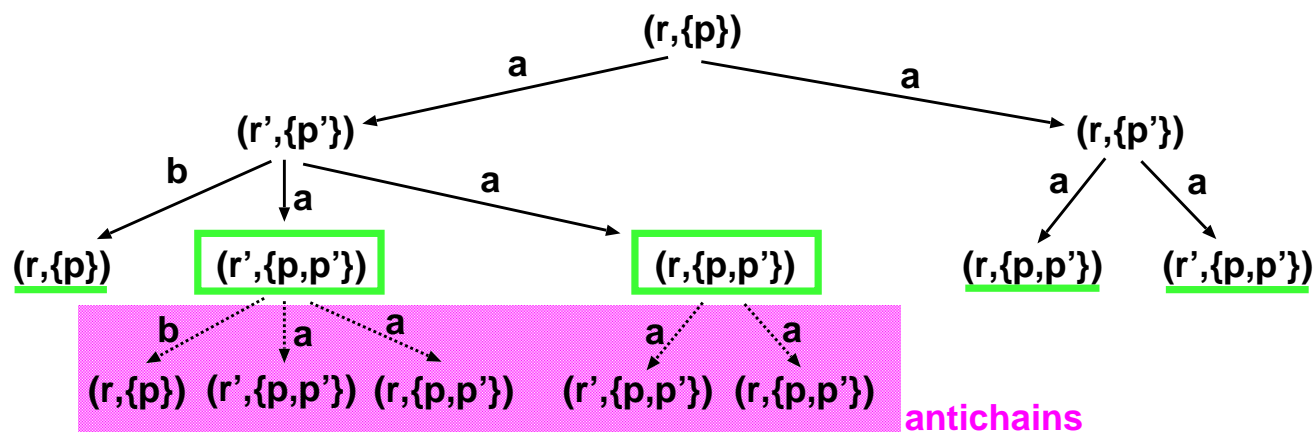 (r,{p})
a a
(r’,{p’}) (r,{p’})
b a a a a
(r,{p}) (r’,{p,p’}) (r,{p,p’}) (r,{p,p’}) (r’,{p,p’})
b a a a a
(r,{p}) (r’,{p,p’}) (r,{p,p’}) (r’,{p,p’}) (r,{p,p’})
antichains